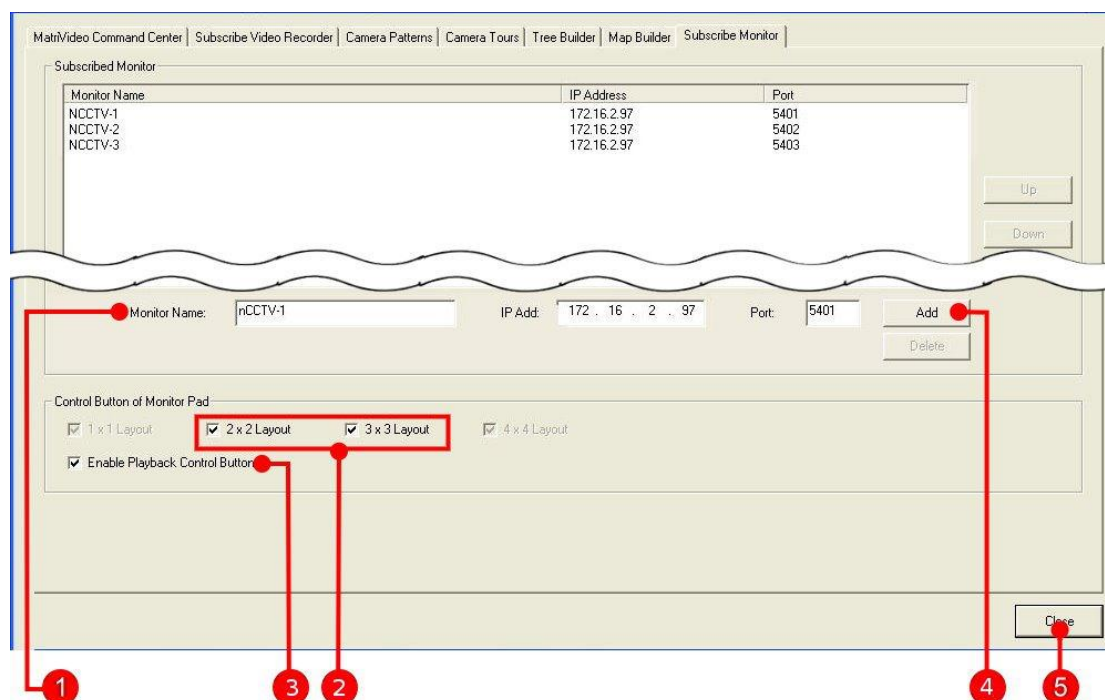 MatriVideo Command Center Subscribe Video Recorder Camera Patterns Camera Tours Tree Builder Map Builder Subscribe Monitor
Subscribed Monitor
Monitor Name IP Address Port
NCCTV-1 172.16.2.97 5401
NCCTV-2 172.16.2.97 5402
NCCTV-3 172.16.2.97 5403
Up
Down
Monitor Name: nCCTV-1 IP Add: 172 . 16 . 2 . 97 Port: 5401 Add
Delete
Control Button of Monitor Pad
1 x 1 Layout 2 x 2 Layout 3 x 3 Layout 4 x 4 Layout
Enable Playback Control Button
Close
1 3 2 4 5